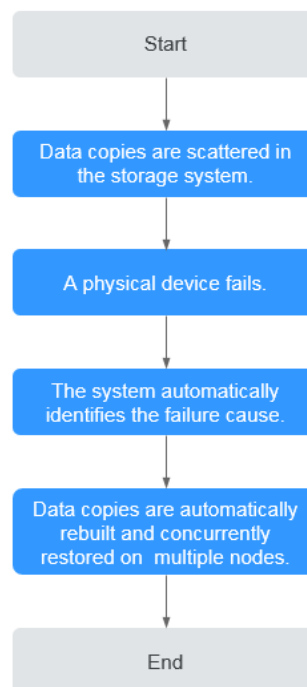 Start
Data copies are scattered in
the storage system.
A physical device fails.
The system automatically
identifies the failure cause.
Data copies are automatically
rebuilt and concurrently
restored on multiple nodes.
End